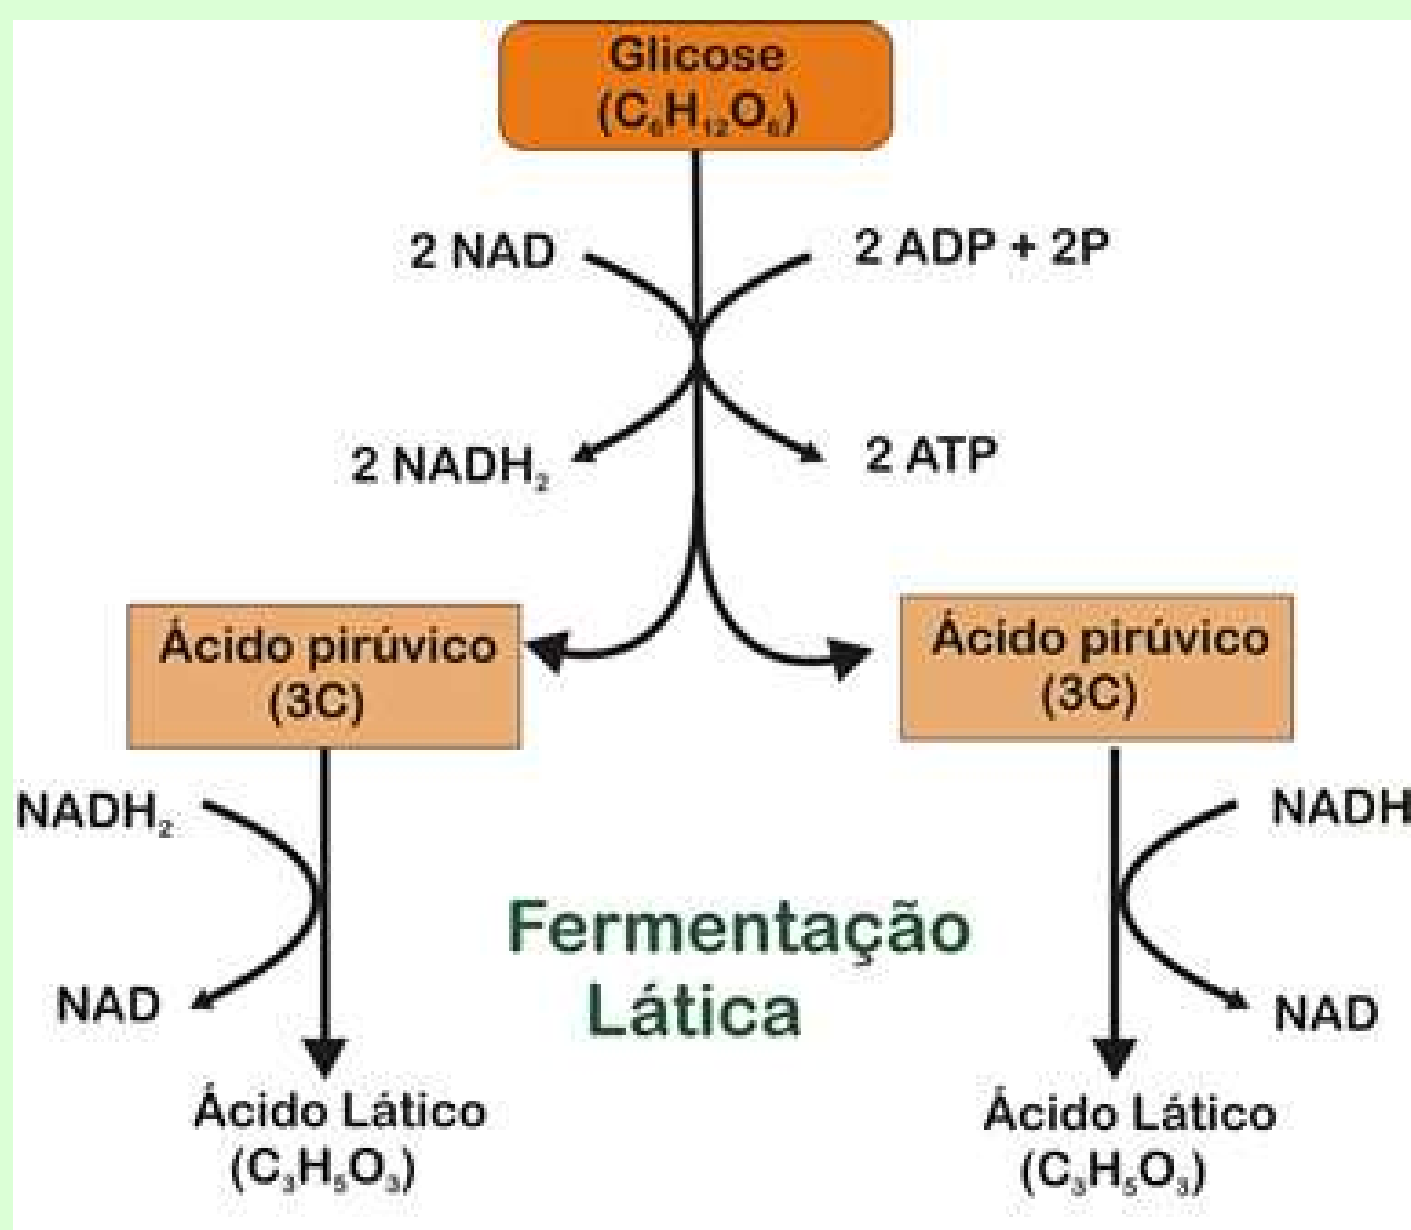 Glicose
(C₆H₁₂O₆)
2 NAD
2 ADP + 2P
2 NADH₂
2 ATP
Ácido pirúvico
(3C)
Ácido pirúvico
(3C)
NADH₂
NADH
NAD
NAD
Fermentação
Lática
Ácido Lático
(C₃H₅O₃)
Ácido Lático
(C₃H₅O₃)